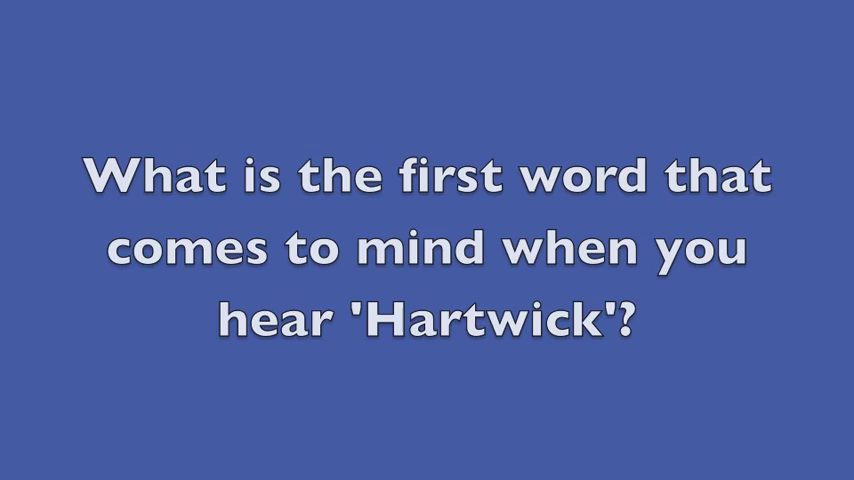 What is the first word that
comes to mind when you
hear 'Hartwick'?